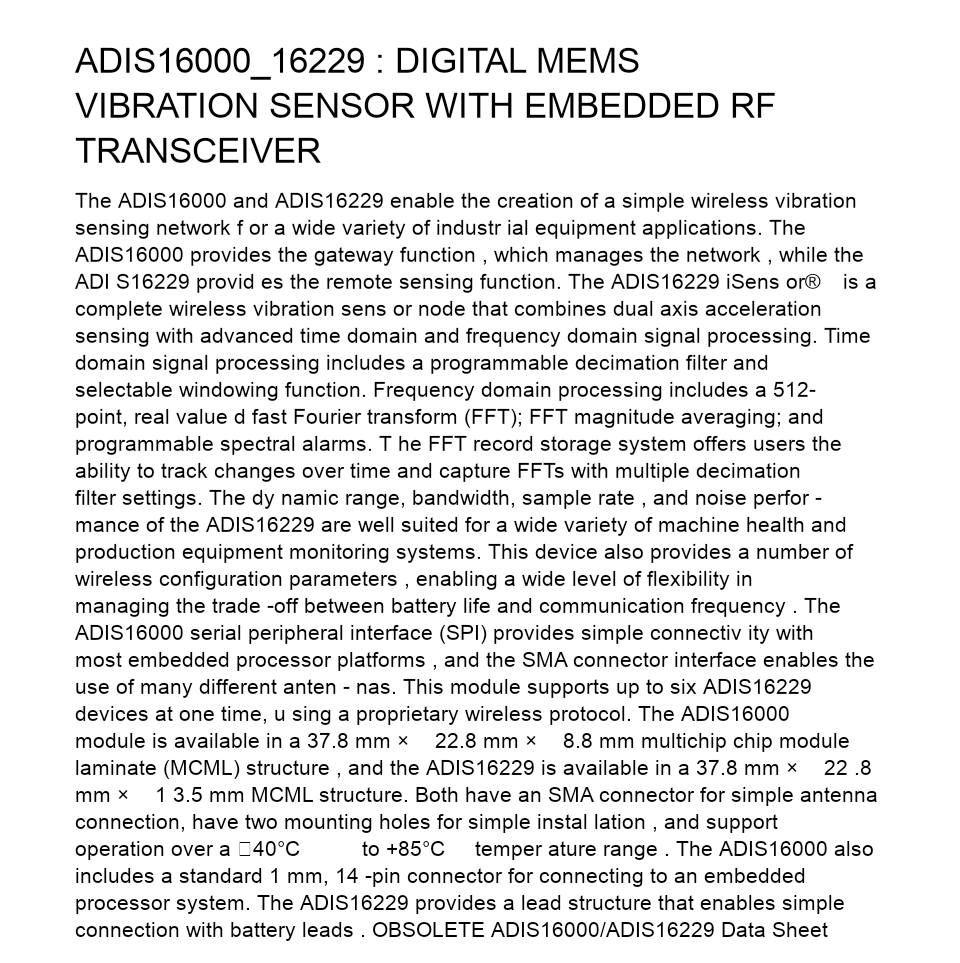 ADIS16000_16229 : DIGITAL MEMS
VIBRATION SENSOR WITH EMBEDDED RF
TRANSCEIVER
The ADIS16000 and ADIS16229 enable the creation of a simple wireless vibration
sensing network f or a wide variety of industr ial equipment applications. The
ADIS16000 provides the gateway function , which manages the network , while the
ADI S16229 provid es the remote sensing function. The ADIS16229 iSens or® is a
complete wireless vibration sens or node that combines dual axis acceleration
sensing with advanced time domain and frequency domain signal processing. Time
domain signal processing includes a programmable decimation filter and
selectable windowing function. Frequency domain processing includes a 512-
point, real value d fast Fourier transform (FFT); FFT magnitude averaging; and
programmable spectral alarms. T he FFT record storage system offers users the
ability to track changes over time and capture FFTs with multiple decimation
filter settings. The dy namic range, bandwidth, sample rate , and noise perfor -
mance of the ADIS16229 are well suited for a wide variety of machine health and
production equipment monitoring systems. This device also provides a number of
wireless configuration parameters , enabling a wide level of flexibility in
managing the trade -off between battery life and communication frequency . The
ADIS16000 serial peripheral interface (SPI) provides simple connectiv ity with
most embedded processor platforms , and the SMA connector interface enables the
use of many different anten - nas. This module supports up to six ADIS16229
devices at one time, u sing a proprietary wireless protocol. The ADIS16000
module is available in a 37.8 mm × 22.8 mm × 8.8 mm multichip chip module
laminate (MCML) structure , and the ADIS16229 is available in a 37.8 mm × 22 .8
mm × 1 3.5 mm MCML structure. Both have an SMA connector for simple antenna
connection, have two mounting holes for simple instal lation , and support
operation over a □40°C to +85°C temper ature range . The ADIS16000 also
includes a standard 1 mm, 14 -pin connector for connecting to an embedded
processor system. The ADIS16229 provides a lead structure that enables simple
connection with battery leads . OBSOLETE ADIS16000/ADIS16229 Data Sheet